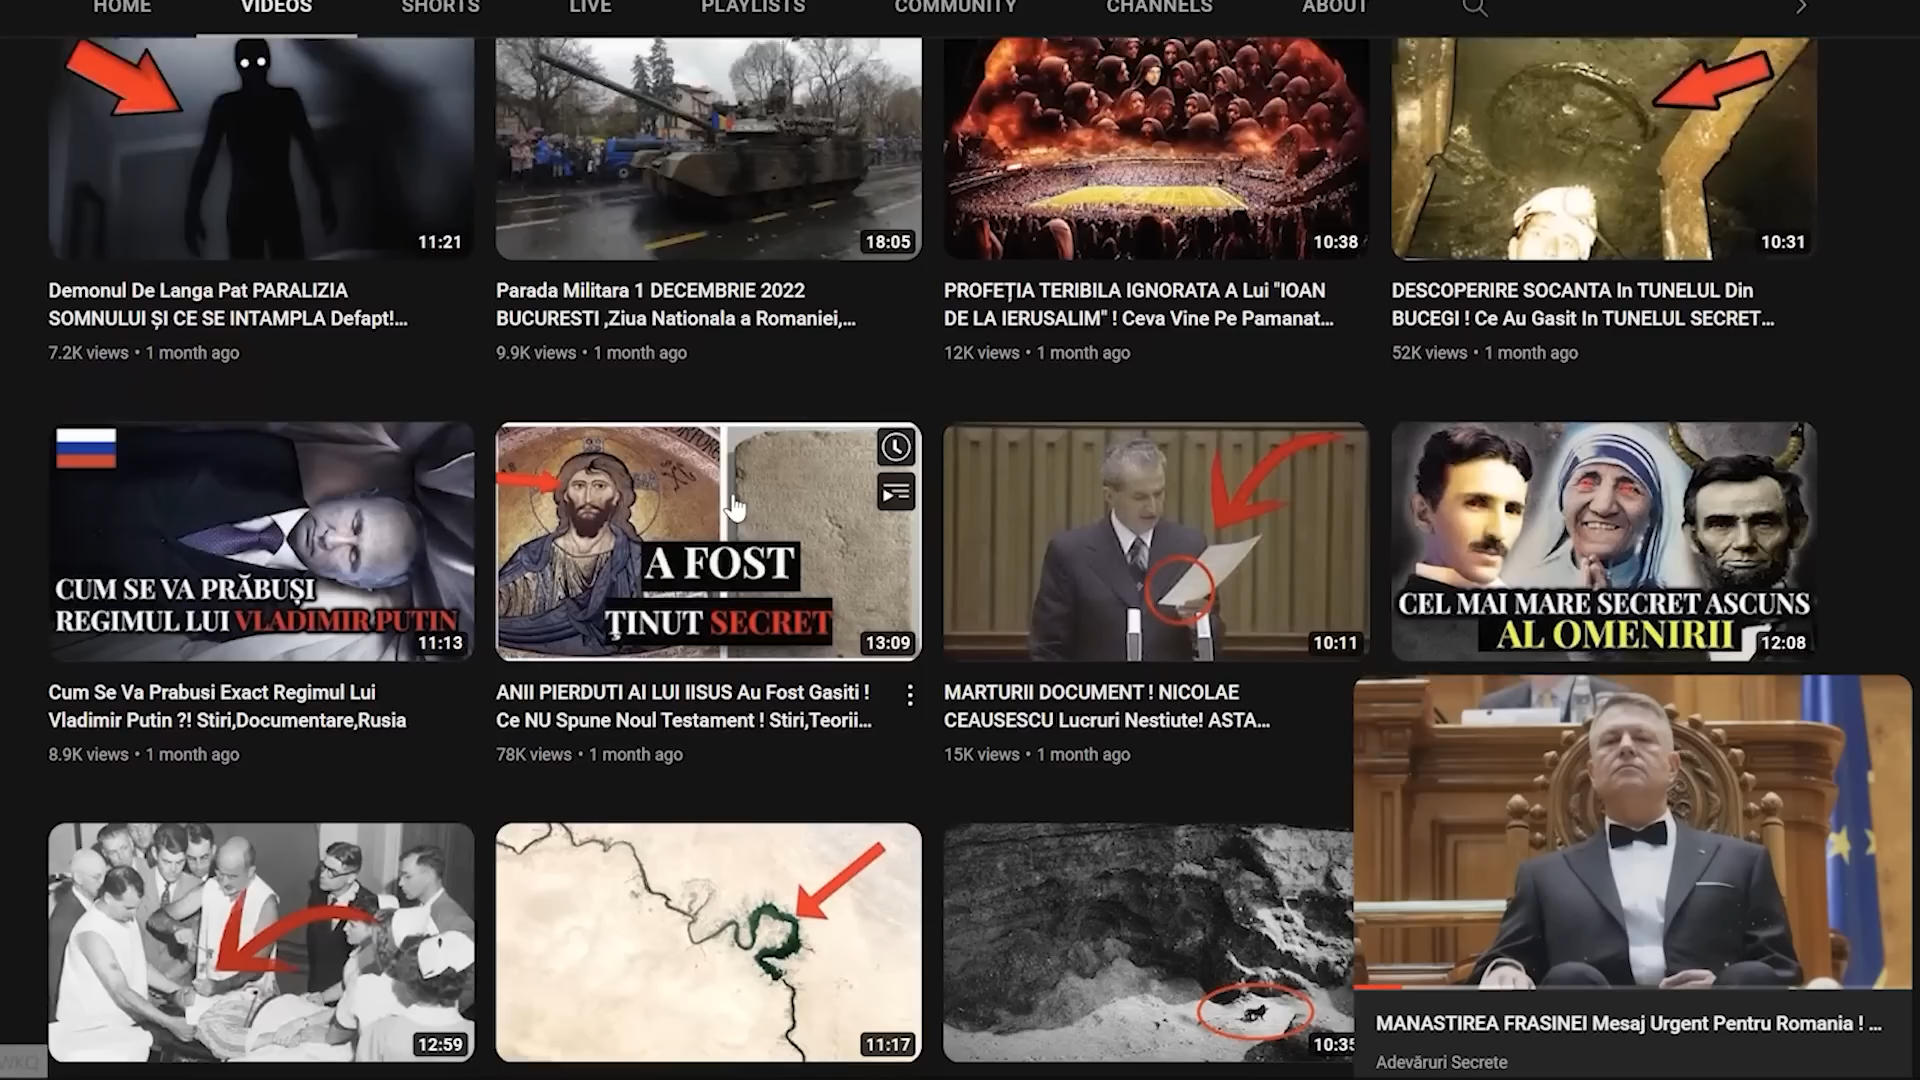 HOME VIDEOS SHORTS LIVE PLAYLISTS COMMUNITY CHANNELS ABOUT
11:21
18:05
10:38
10:31
Demonul De Langa Pat PARALIZIA
SOMNULUI ȘI CE SE INTAMPLA Defapt!...
7.2K views • 1 month ago
Parada Militara 1 DECEMBRIE 2022
BUCURESTI ,Ziua Nationala a Romaniei,...
9.9K views • 1 month ago
PROFEȚIA TERIBILA IGNORATA A Lui "IOAN
DE LA IERUSALIM" ! Ceva Vine Pe Pamanat...
12K views • 1 month ago
DESCOPERIRE SOCANTA In TUNELUL Din
BUCEGI ! Ce Au Gasit In TUNELUL SECRET...
52K views • 1 month ago
CUM SE VA PRĂBUȘI
REGIMUL LUI VLADIMIR PUTIN
11:13
A FOST
ŢINUT SECRET
13:09
10:11
CEL MAI MARE SECRET ASCUNS
AL OMENIRII
12:08
Cum Se Va Prabusi Exact Regimul Lui
Vladimir Putin ?! Stiri,Documentare,Rusia
8.9K views • 1 month ago
ANII PIERDUTI AI LUI IISUS Au Fost Gasiti !
Ce NU Spune Noul Testament ! Stiri,Teorii...
78K views • 1 month ago
MARTURII DOCUMENT ! NICOLAE
CEAUSESCU Lucruri Nestiute! ASTA...
15K views • 1 month ago
12:59
11:17
10:35
MANASTIREA FRASINEI Mesaj Urgent Pentru Romania ! ...
Adevăruri Secrete